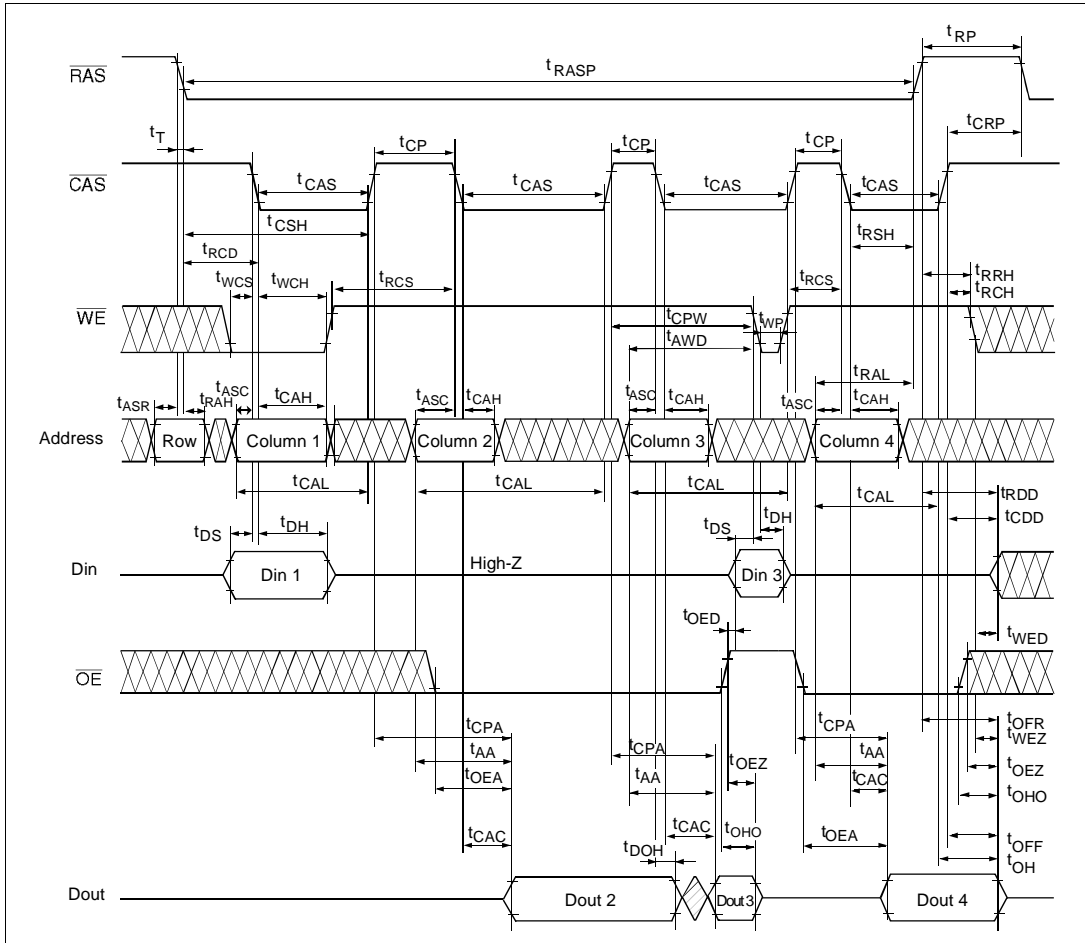 tRP
RAS
tRASP
tT
tCP
tCP
tCP
tCRP
CAS
tCAS
tCAS
tCAS
tCAS
tCSH
tRSH
tRCD
tWCS
tWCH
tRCS
tRCS
tRRH
tRCH
WE
tCPW
tWP
tAWD
tRAL
tASR
tRAH
tASC
tCAH
tASC
tCAH
tASC
tCAH
tASC
tCAH
Address
Row
Column 1
Column 2
Column 3
Column 4
tCAL
tCAL
tCAL
tCAL
tRDD
tCDD
tDS
tDH
tDS
tDH
Din
Din 1
High-Z
Din 3
tOED
tWED
OE
tCPA
tCPA
tCPA
tOFR
tWEZ
tAA
tAA
tOEZ
tAA
tOEZ
tOEA
tCAC
tOHO
tCAC
tCAC
tOHO
tOEA
tOFF
tDOH
tOH
Dout
Dout 2
Dout 3
Dout 4